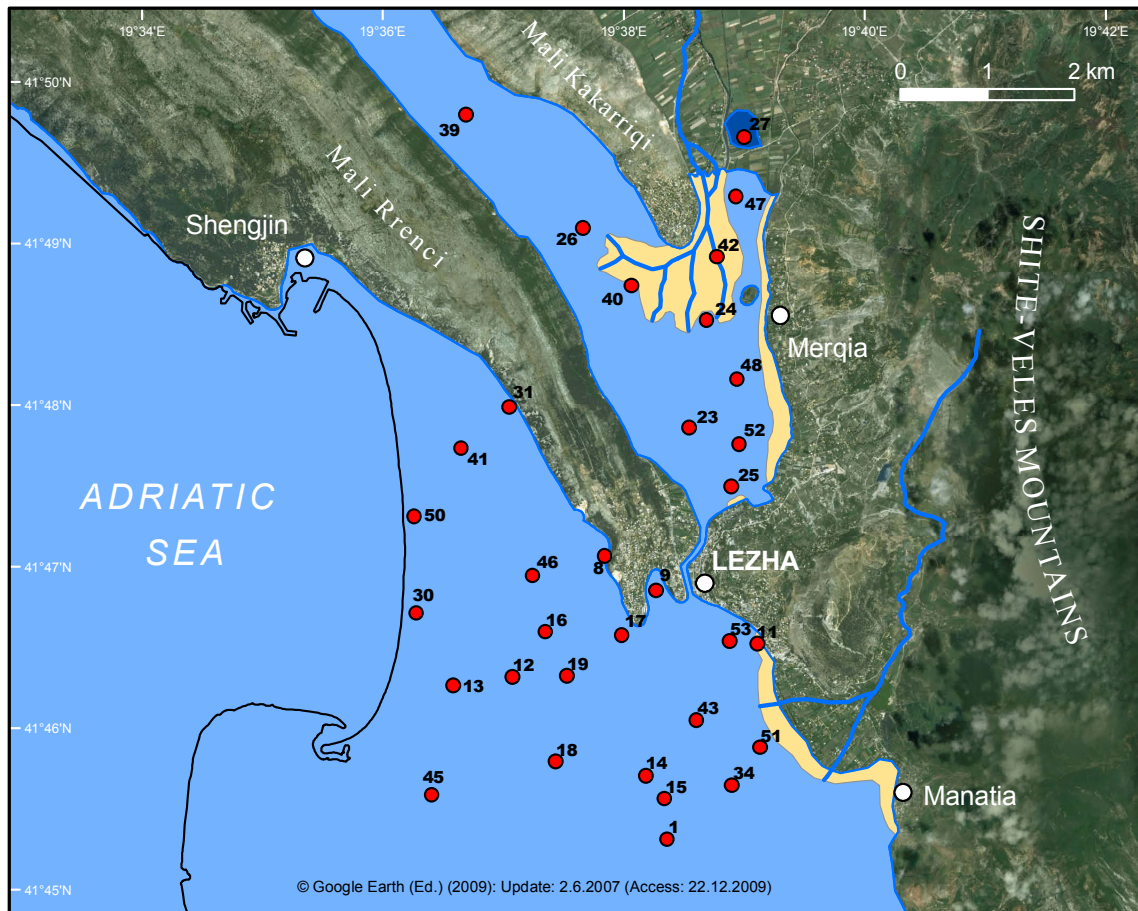 19°34'E
19°36'E
19°38'E
19°40'E
19°42'E
41°50'N
0 1 2 km
Mali Kakarriqi
39
27
Mali Rrenci
47
Shengjin
41°49'N
26
42
SHITE-VELES MOUNTAINS
40
24
Merqia
48
41°48'N
31
23
52
41
25
ADRIATIC
SEA
50
41°47'N
46
8
9
LEZHA
30
16
17
53
11
12
19
13
41°46'N
43
51
18
14
34
45
15
Manatia
1
41°45'N
© Google Earth (Ed.) (2009): Update: 2.6.2007 (Access: 22.12.2009)